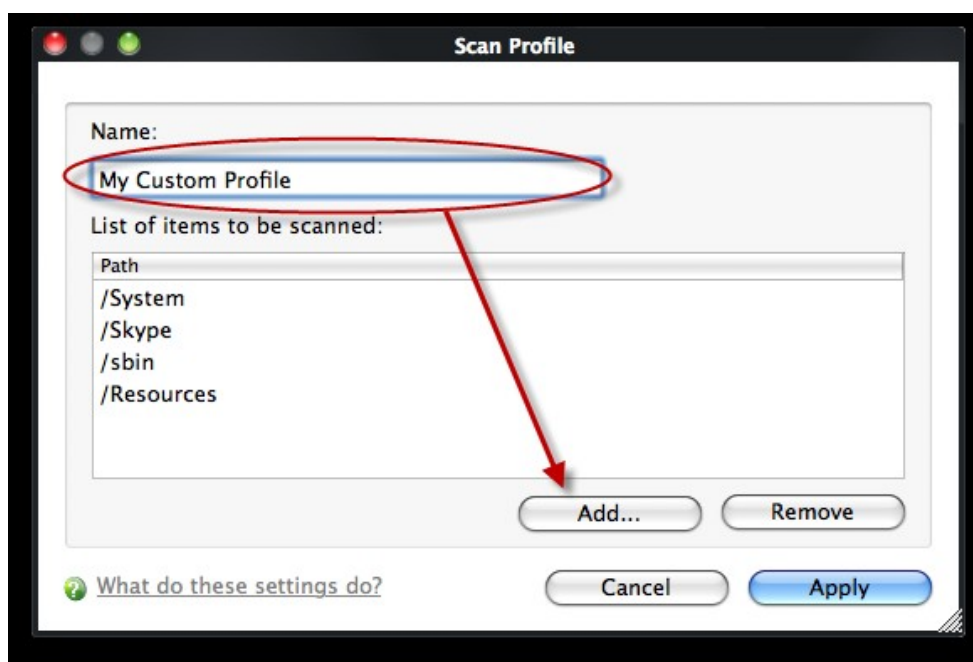 Scan Profile
Name:
My Custom Profile
List of items to be scanned:
Path
/System
/Skype
/sbin
/Resources
Add...
Remove
What do these settings do?
Cancel
Apply